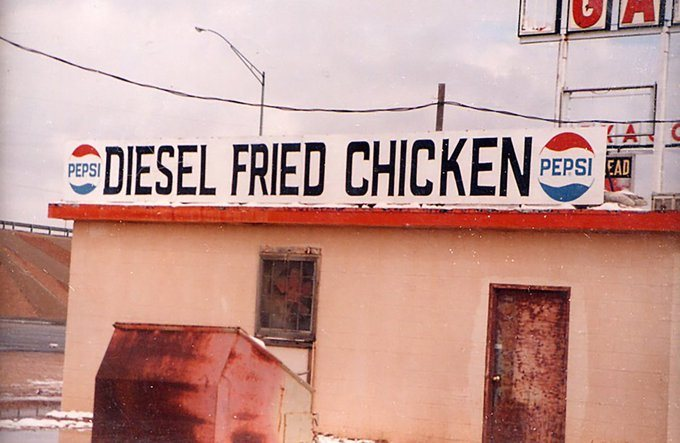 GA
PEPSI DIESEL FRIED CHICKEN PEPSI
EAD